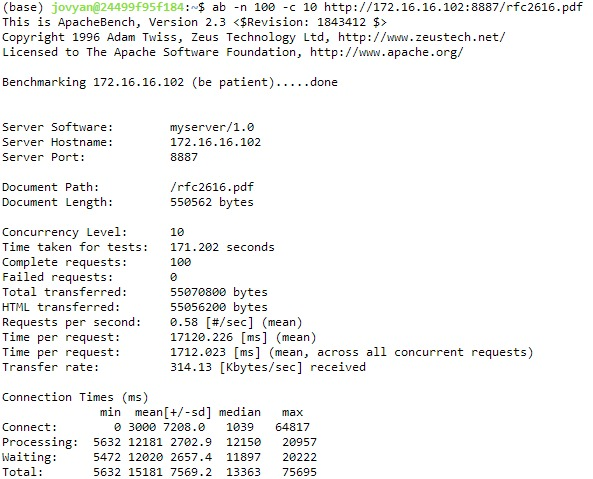 (base) jovyan@24499f95f184:~$ ab -n 100 -c 10 http://172.16.16.102:8887/rfc2616.pdf
This is ApacheBench, Version 2.3 <$Revision: 1843412 $>
Copyright 1996 Adam Twiss, Zeus Technology Ltd, http://www.zeustech.net/
Licensed to The Apache Software Foundation, http://www.apache.org/
Benchmarking 172.16.16.102 (be patient).....done
Server Software: myserver/1.0
Server Hostname: 172.16.16.102
Server Port: 8887
Document Path: /rfc2616.pdf
Document Length: 550562 bytes
Concurrency Level: 10
Time taken for tests: 171.202 seconds
Complete requests: 100
Failed requests: 0
Total transferred: 55070800 bytes
HTML transferred: 55056200 bytes
Requests per second: 0.58 [#/sec] (mean)
Time per request: 17120.226 [ms] (mean)
Time per request: 1712.023 [ms] (mean, across all concurrent requests)
Transfer rate: 314.13 [Kbytes/sec] received
Connection Times (ms)
min mean[+/-sd] median max
Connect: 0 3000 7208.0 1039 64817
Processing: 5632 12181 2702.9 12150 20957
Waiting: 5472 12020 2657.4 11897 20222
Total: 5632 15181 7569.2 13363 75695